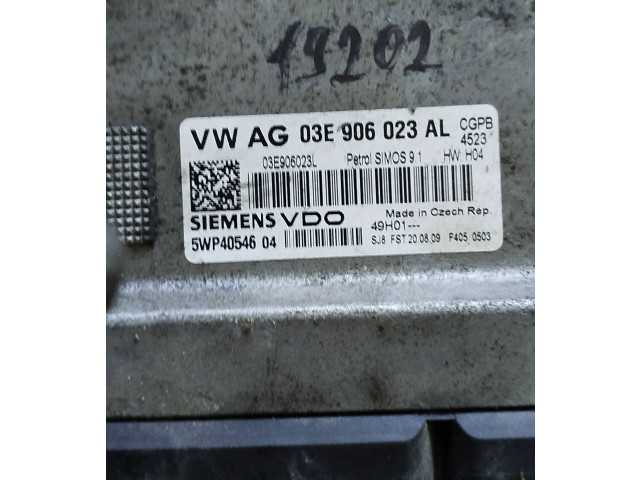 19202
VW AG 03E 906 023 AL CGPB
4523
03E906023L Petrol SIMOS 9.1 HW H04
SIEMENS VDO Made in Czech Rep.
49H01---
5WP40546 04 SJ8 FST 20.08.09 F405 0503